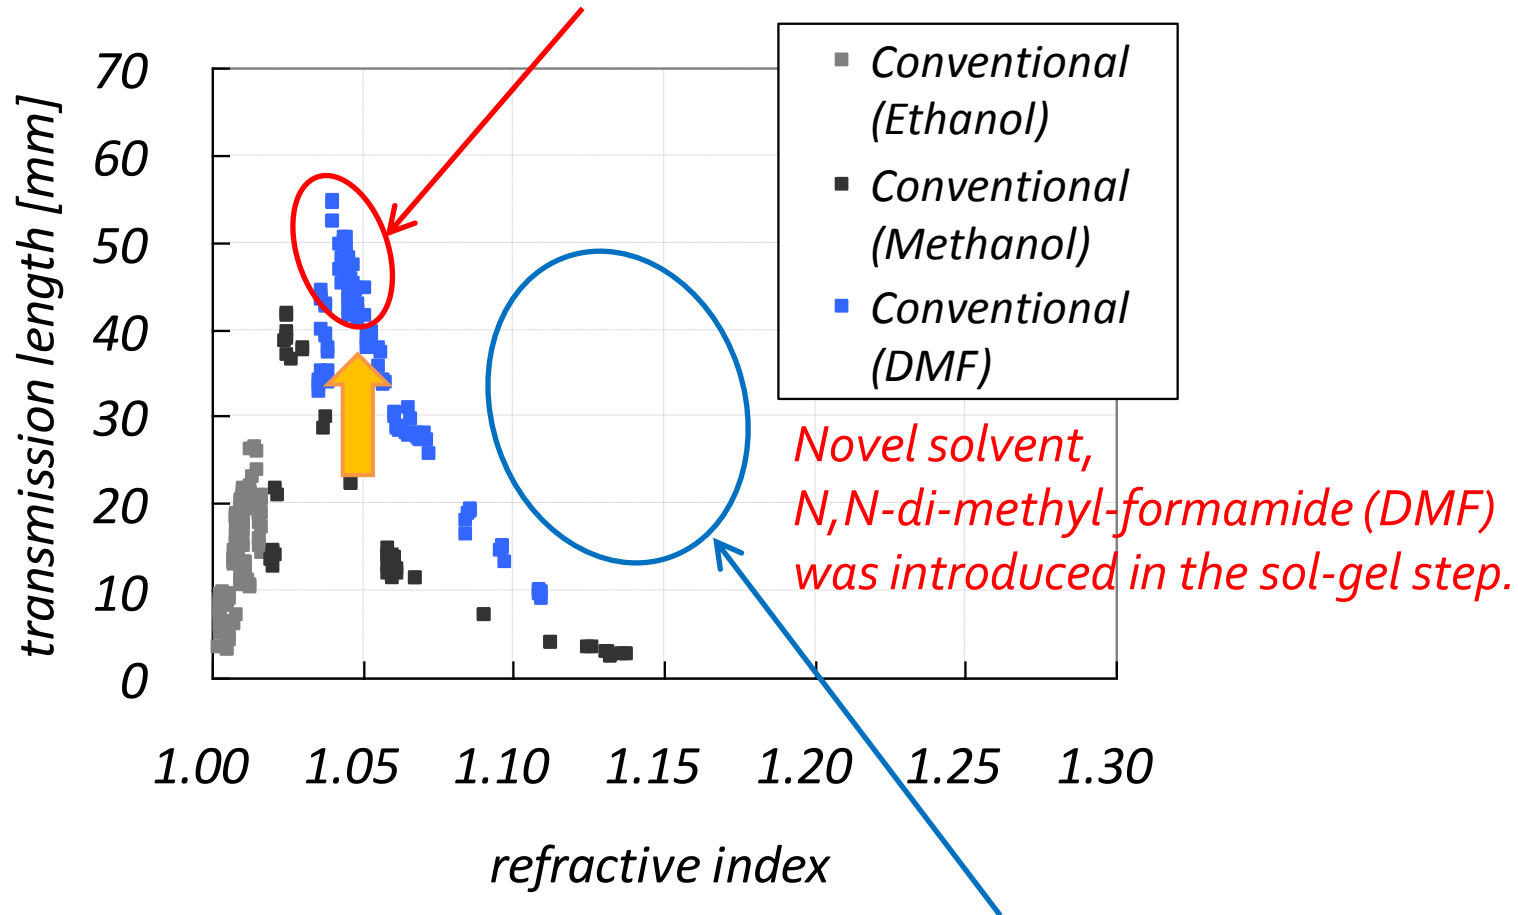 Conventional
(Ethanol)
Conventional
(Methanol)
Conventional
(DMF)
70
60
50
40
30
20
10
0
transmission length [mm]
Novel solvent,
N,N-di-methyl-formamide (DMF)
was introduced in the sol-gel step.
1.00 1.05 1.10 1.15 1.20 1.25 1.30
refractive index